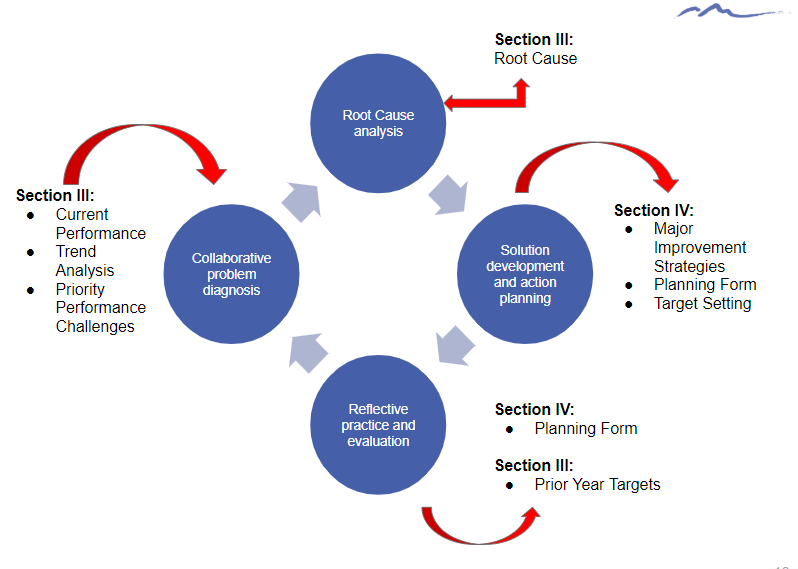 Section III:
Root Cause
Root Cause
analysis
Section III:
● Current
Performance
● Trend
Analysis
● Priority
Performance
Challenges
Collaborative
problem
diagnosis
Solution
development
and action
planning
Section IV:
● Major
Improvement
Strategies
● Planning Form
● Target Setting
Reflective
practice and
evaluation
Section IV:
● Planning Form
Section III:
● Prior Year Targets